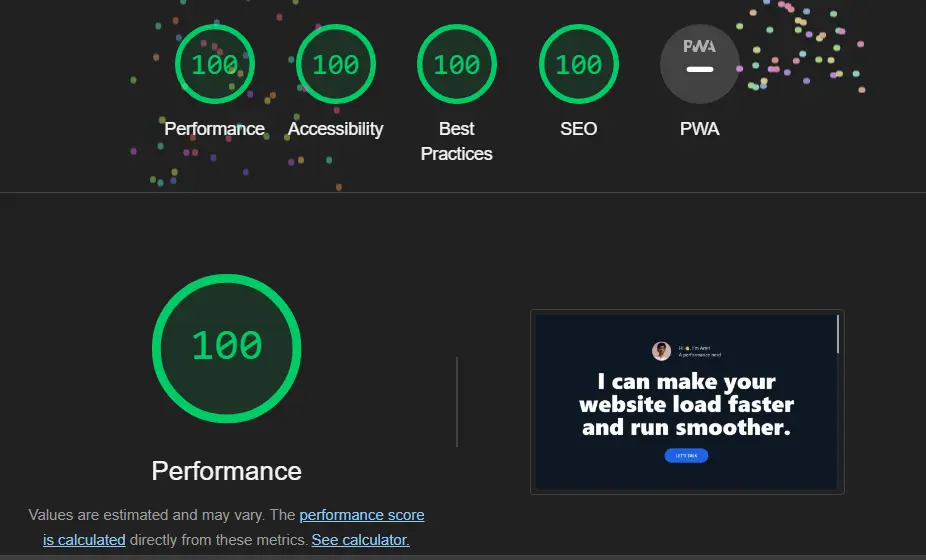 100 100 100 100 PWA
Performance Accessibility Best Practices SEO PWA
100
Performance
Values are estimated and may vary. The performance score
is calculated directly from these metrics. See calculator.
Hi 👋, I'm Amit
A performance nerd
I can make your
website load faster
and run smoother.
LET'S TALK